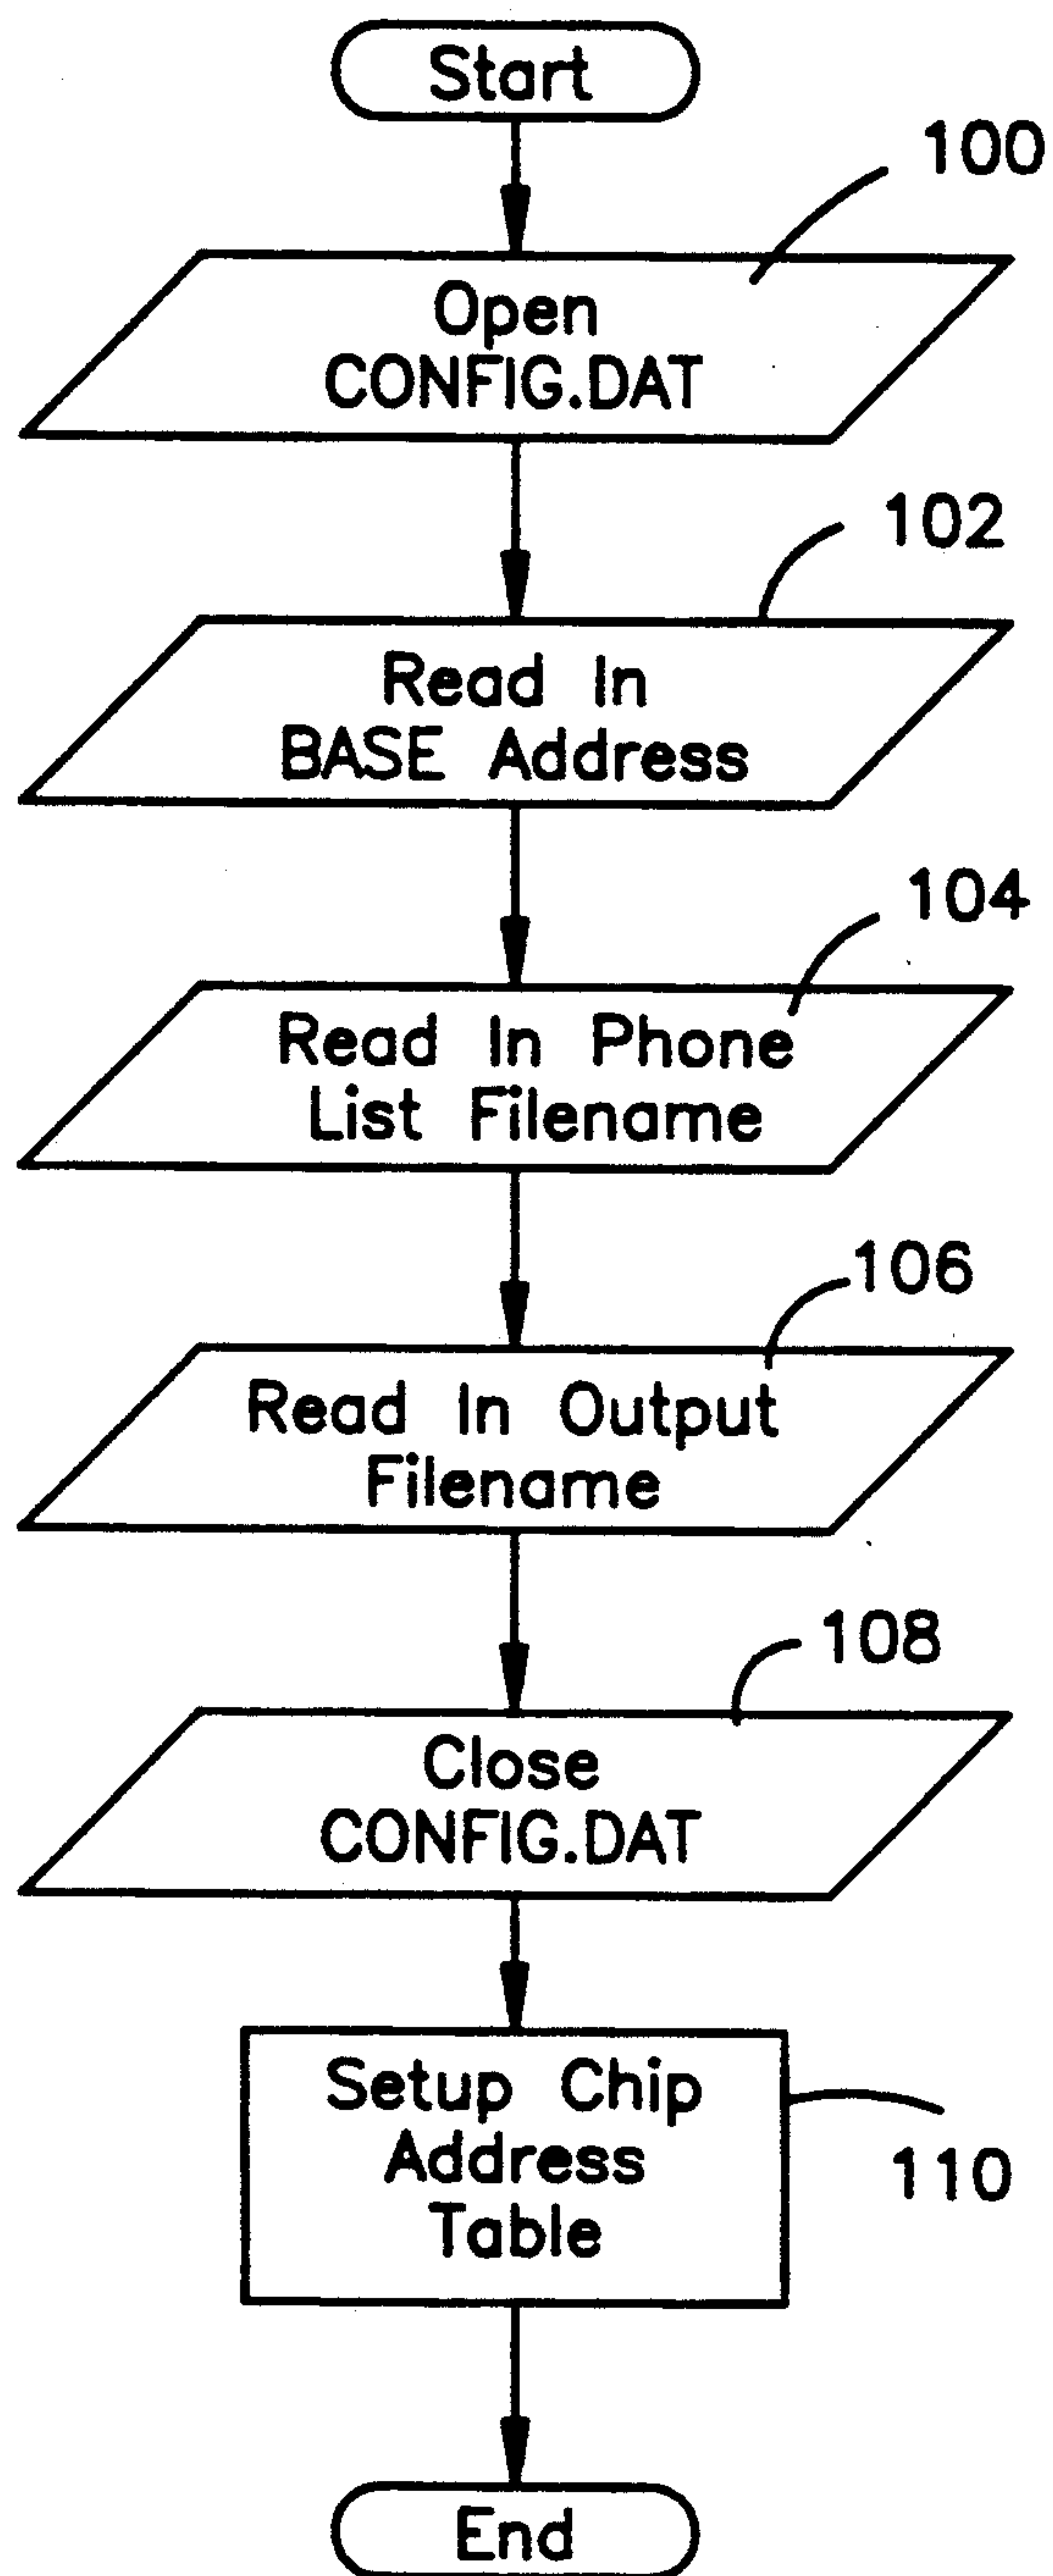 Start
100
Open
CONFIG.DAT
102
Read In
BASE Address
104
Read In Phone
List Filename
106
Read In Output
Filename
108
Close
CONFIG.DAT
Setup Chip
Address
Table
110
End